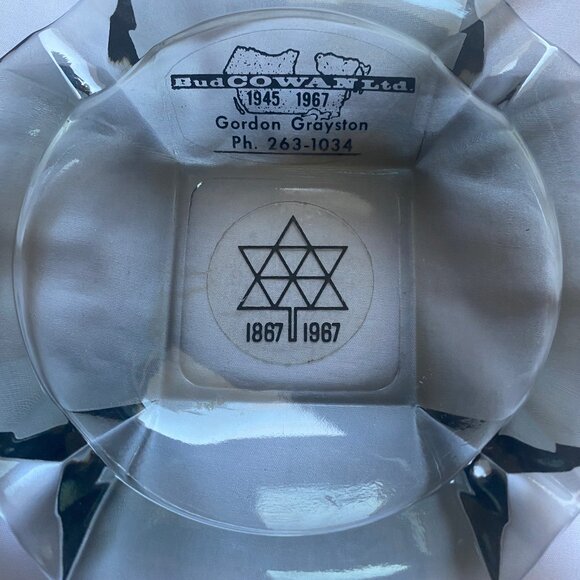 Bud COWAN Ltd.
1945 1967
Gordon Grayston
Ph. 263-1034
1867 1967